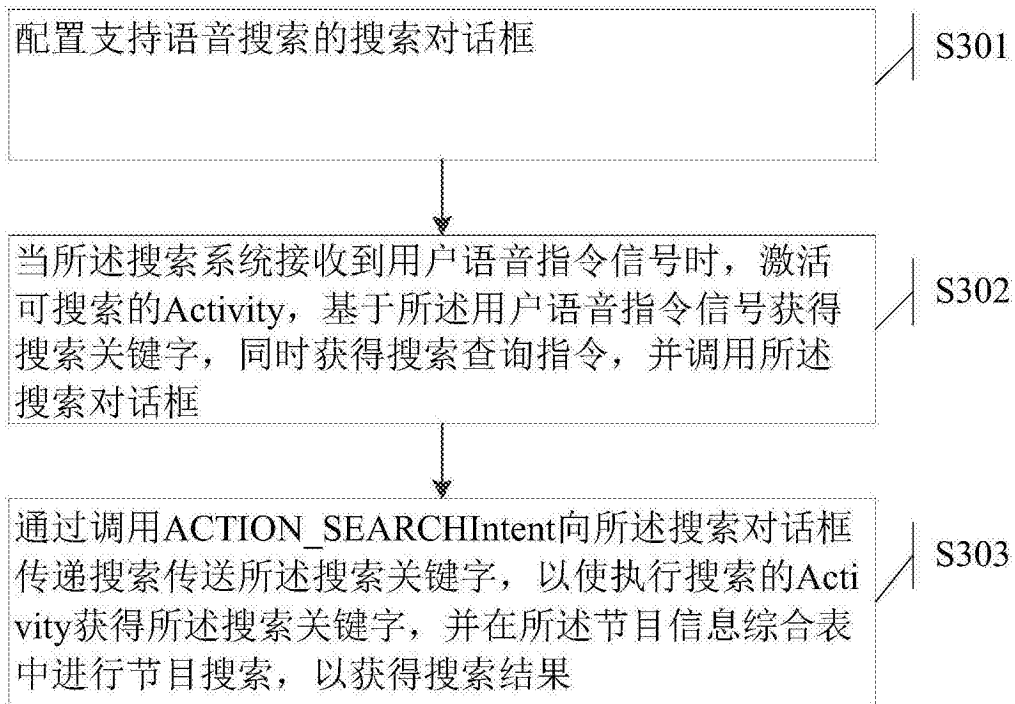 配置支持语音搜索的搜索对话框
S301
当所述搜索系统接收到用户语音指令信号时，激活
可搜索的Activity，基于所述用户语音指令信号获得
搜索关键字，同时获得搜索查询指令，并调用所述
搜索对话框
S302
通过调用ACTION_SEARCHIntent向所述搜索对话框
传递搜索传送所述搜索关键字，以使执行搜索的Acti
vity获得所述搜索关键字，并在所述节目信息综合表
中进行节目搜索，以获得搜索结果
S303